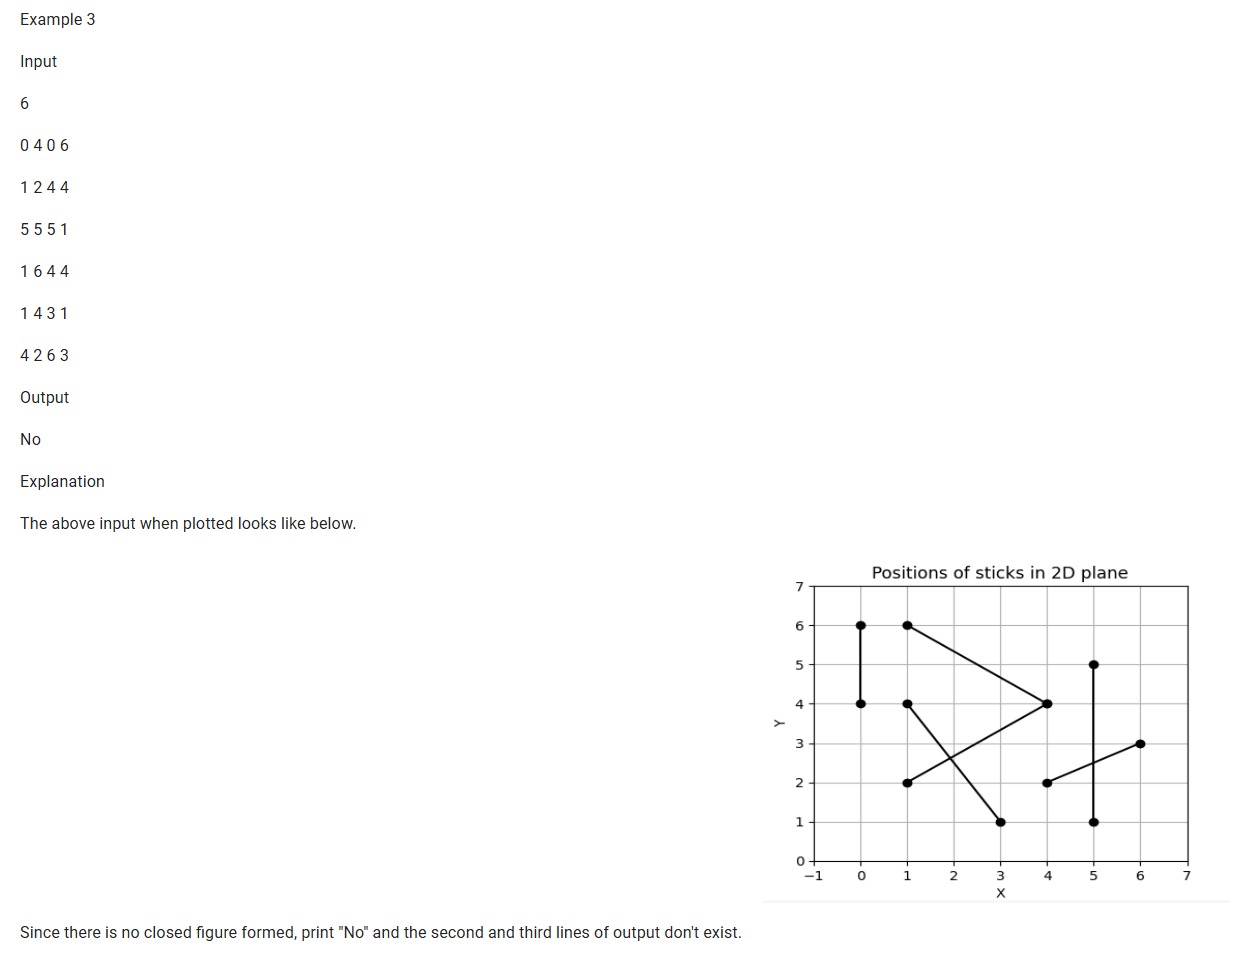 Example 3
Input
6
0 4 0 6
1 2 4 4
5 5 5 1
1 6 4 4
1 4 3 1
4 2 6 3
Output
No
Explanation
The above input when plotted looks like below.
Positions of sticks in 2D plane
7
6
5
4
3
2
1
0
Y
−1 0 1 2 3 4 5 6 7
X
Since there is no closed figure formed, print "No" and the second and third lines of output don't exist.